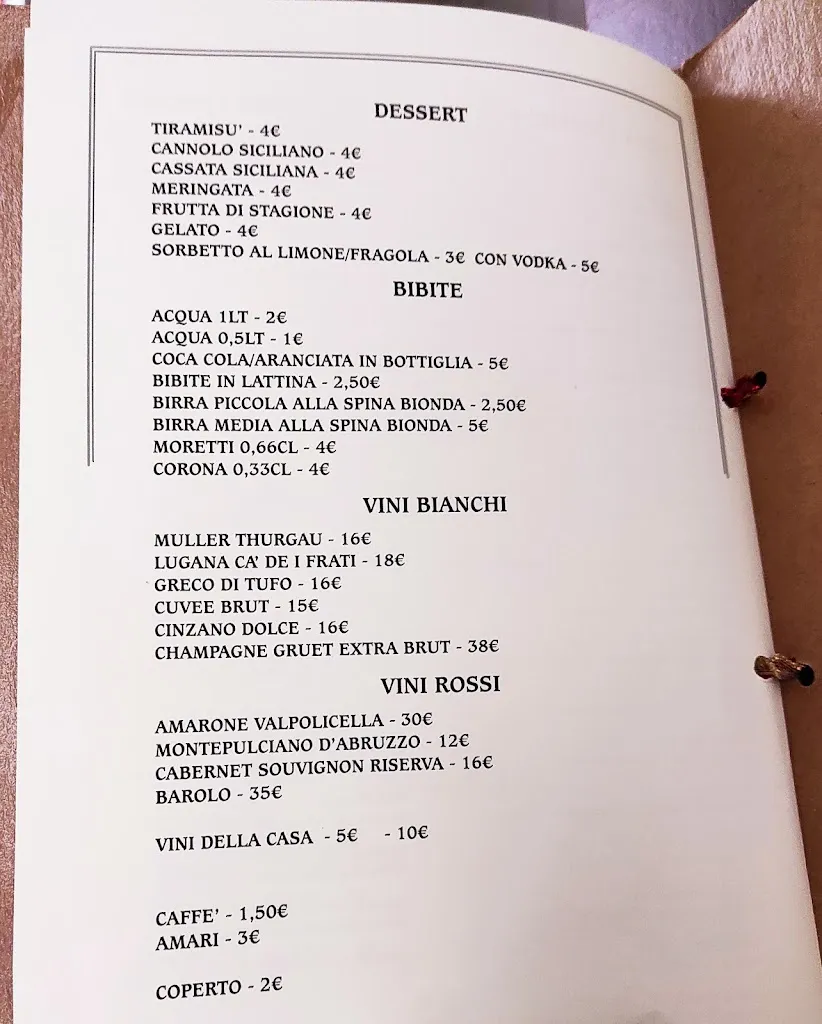 DESSERT
TIRAMISU' - 4€
CANNOLO SICILIANO - 4€
CASSATA SICILIANA - 4€
MERINGATA - 4€
FRUTTA DI STAGIONE - 4€
GELATO - 4€
SORBETTO AL LIMONE/FRAGOLA - 3€ CON VODKA - 5€
BIBITE
ACQUA 1LT - 2€
ACQUA 0,5LT - 1€
COCA COLA/ARANCIATA IN BOTTIGLIA - 5€
BIBITE IN LATTINA - 2,50€
BIRRA PICCOLA ALLA SPINA BIONDA - 2,50€
BIRRA MEDIA ALLA SPINA BIONDA - 5€
MORETTI 0,66CL - 4€
CORONA 0,33CL - 4€
VINI BIANCHI
MULLER THURGAU - 16€
LUGANA CA' DE I FRATI - 18€
GRECO DI TUFO - 16€
CUVEE BRUT - 15€
CINZANO DOLCE - 16€
CHAMPAGNE GRUET EXTRA BRUT - 38€
VINI ROSSI
AMARONE VALPOLICELLA - 30€
MONTEPULCIANO D'ABRUZZO - 12€
CABERNET SOUVIGNON RISERVA - 16€
BAROLO - 35€
VINI DELLA CASA - 5€ - 10€
CAFFE' - 1,50€
AMARI - 3€
COPERTO - 2€